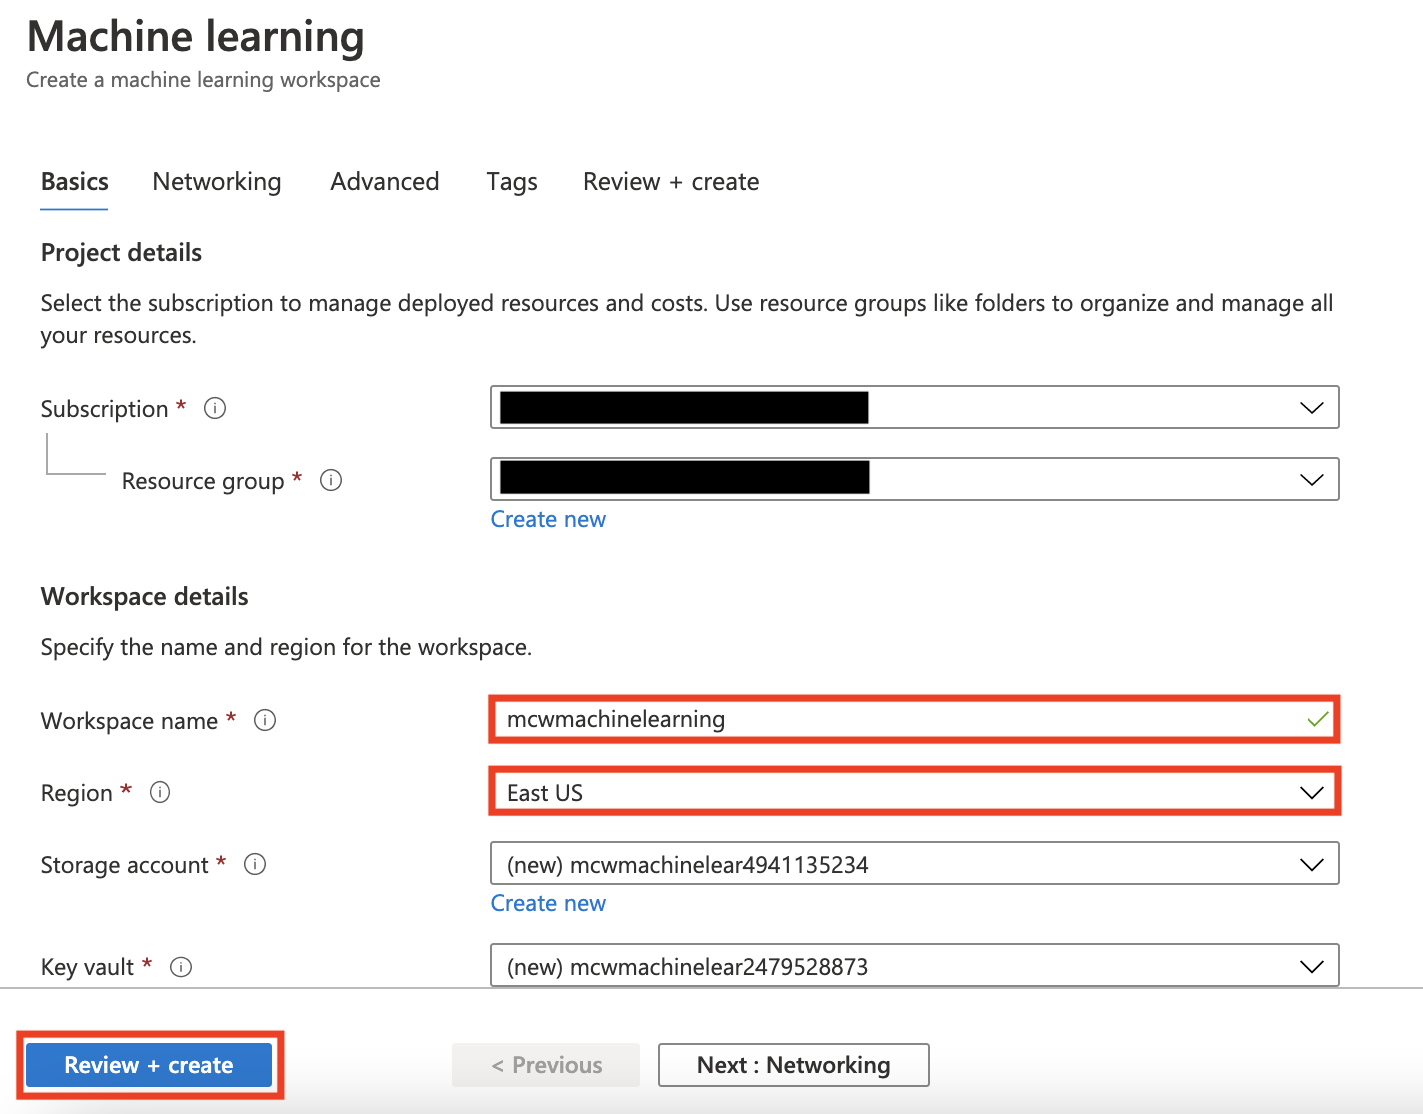 Machine learning
Create a machine learning workspace
Basics Networking Advanced Tags Review + create
Project details
Select the subscription to manage deployed resources and costs. Use resource groups like folders to organize and manage all
your resources.
Subscription *
Resource group *
Create new
Workspace details
Specify the name and region for the workspace.
Workspace name * mcwmachinelearning
Region * East US
Storage account * (new) mcwmachinelear4941135234
Create new
Key vault * (new) mcwmachinelear2479528873
Review + create < Previous Next : Networking